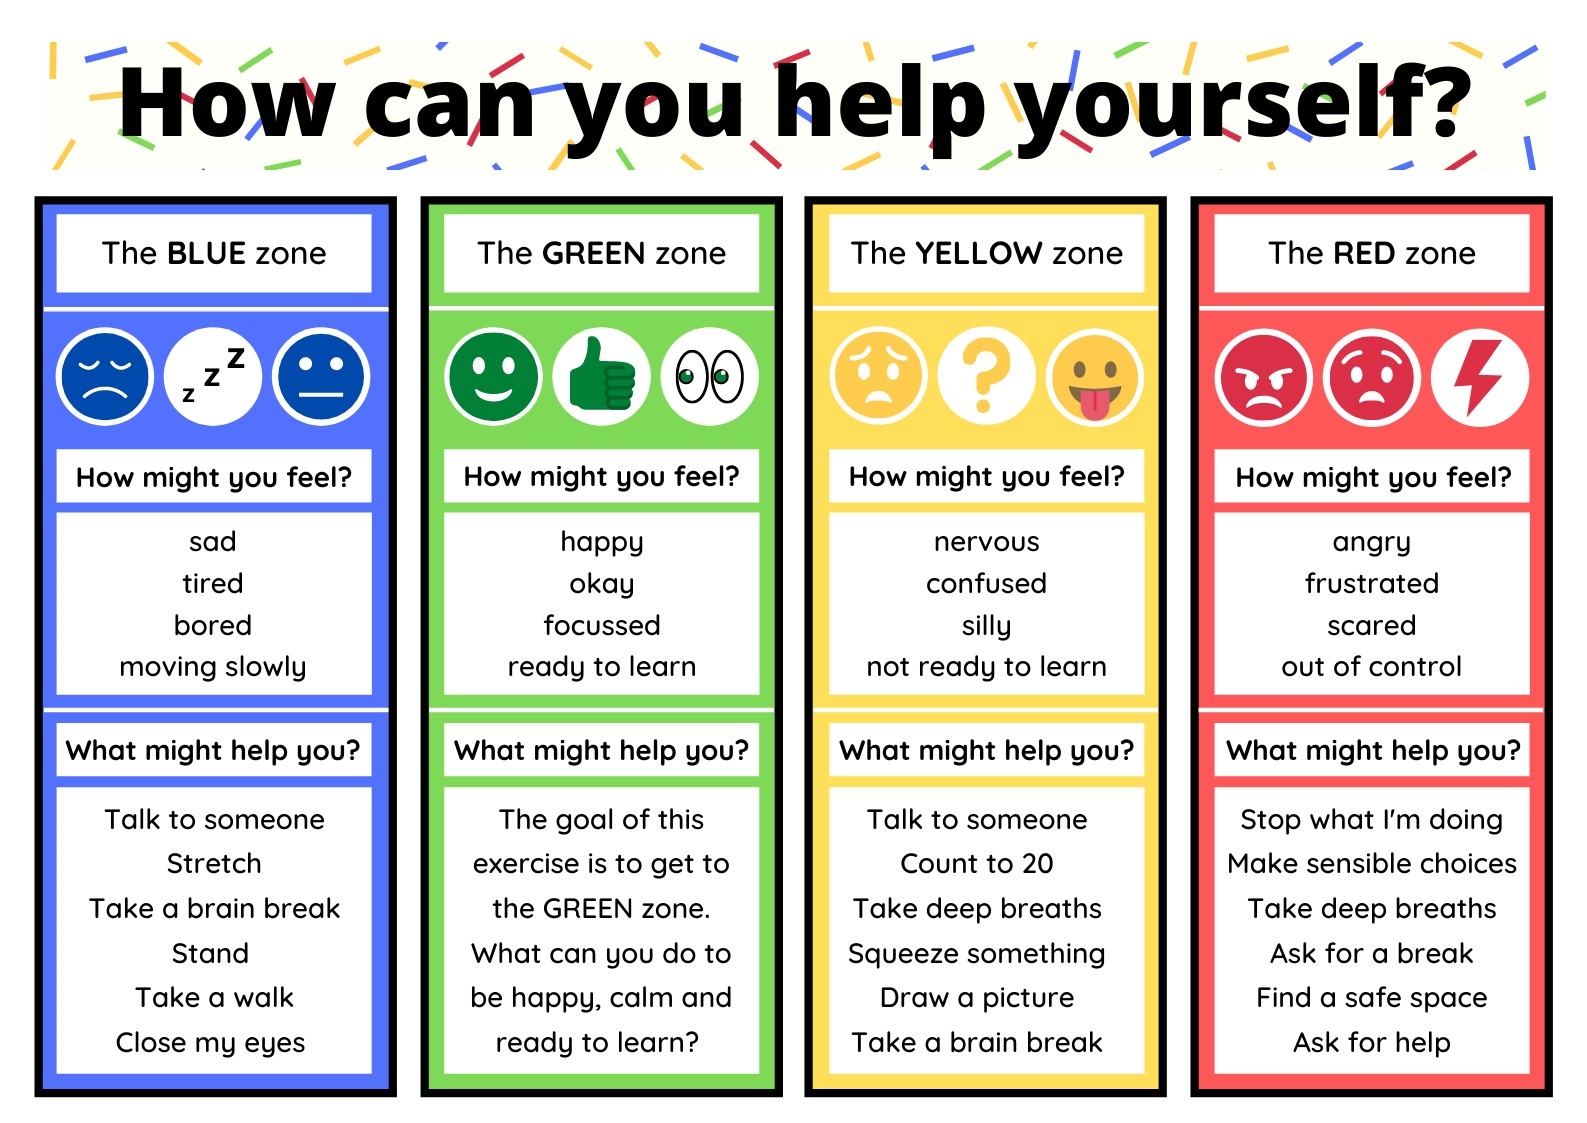 How can you help yourself?
The BLUE zone
z z z
How might you feel?
sad
tired
bored
moving slowly
What might help you?
Talk to someone
Stretch
Take a brain break
Stand
Take a walk
Close my eyes
The GREEN zone
How might you feel?
happy
okay
focussed
ready to learn
What might help you?
The goal of this
exercise is to get to
the GREEN zone.
What can you do to
be happy, calm and
ready to learn?
The YELLOW zone
?
How might you feel?
nervous
confused
silly
not ready to learn
What might help you?
Talk to someone
Count to 20
Take deep breaths
Squeeze something
Draw a picture
Take a brain break
The RED zone
How might you feel?
angry
frustrated
scared
out of control
What might help you?
Stop what I'm doing
Make sensible choices
Take deep breaths
Ask for a break
Find a safe space
Ask for help